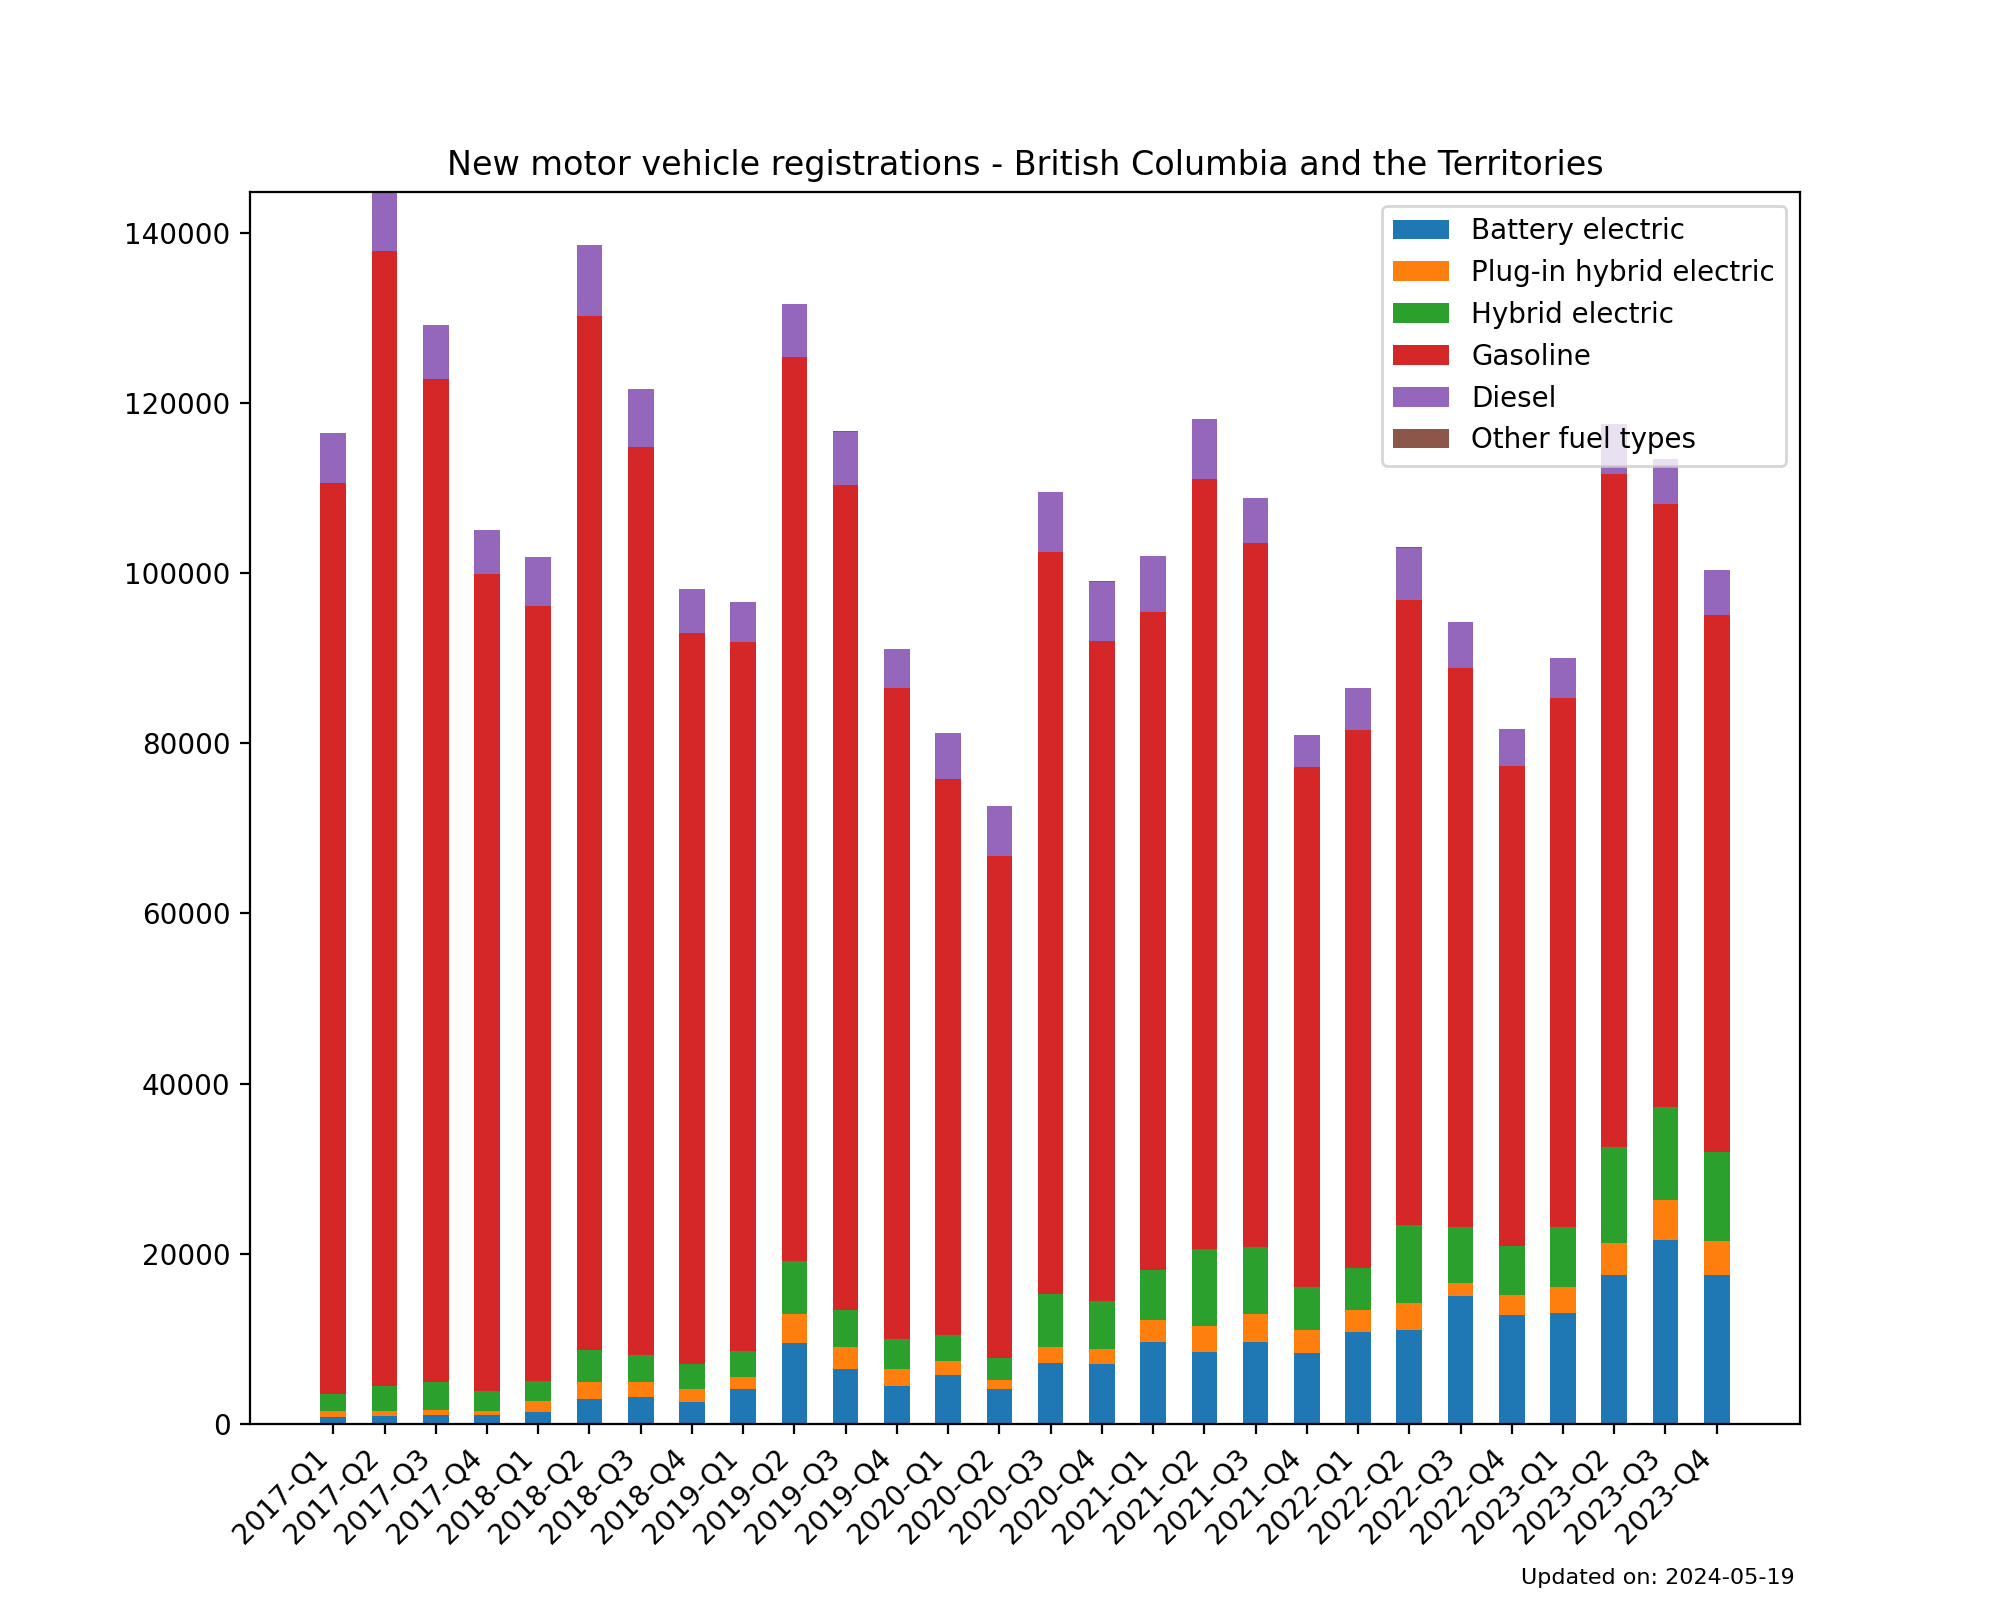 New motor vehicle registrations - British Columbia and the Territories
140000
120000
100000
80000
60000
40000
20000
0
Battery electric
Plug-in hybrid electric
Hybrid electric
Gasoline
Diesel
Other fuel types
2017-Q1
2017-Q2
2017-Q3
2017-Q4
2018-Q1
2018-Q2
2018-Q3
2018-Q4
2019-Q1
2019-Q2
2019-Q3
2019-Q4
2020-Q1
2020-Q2
2020-Q3
2020-Q4
2021-Q1
2021-Q2
2021-Q3
2021-Q4
2022-Q1
2022-Q2
2022-Q3
2022-Q4
2023-Q1
2023-Q2
2023-Q3
2023-Q4
Updated on: 2024-05-19